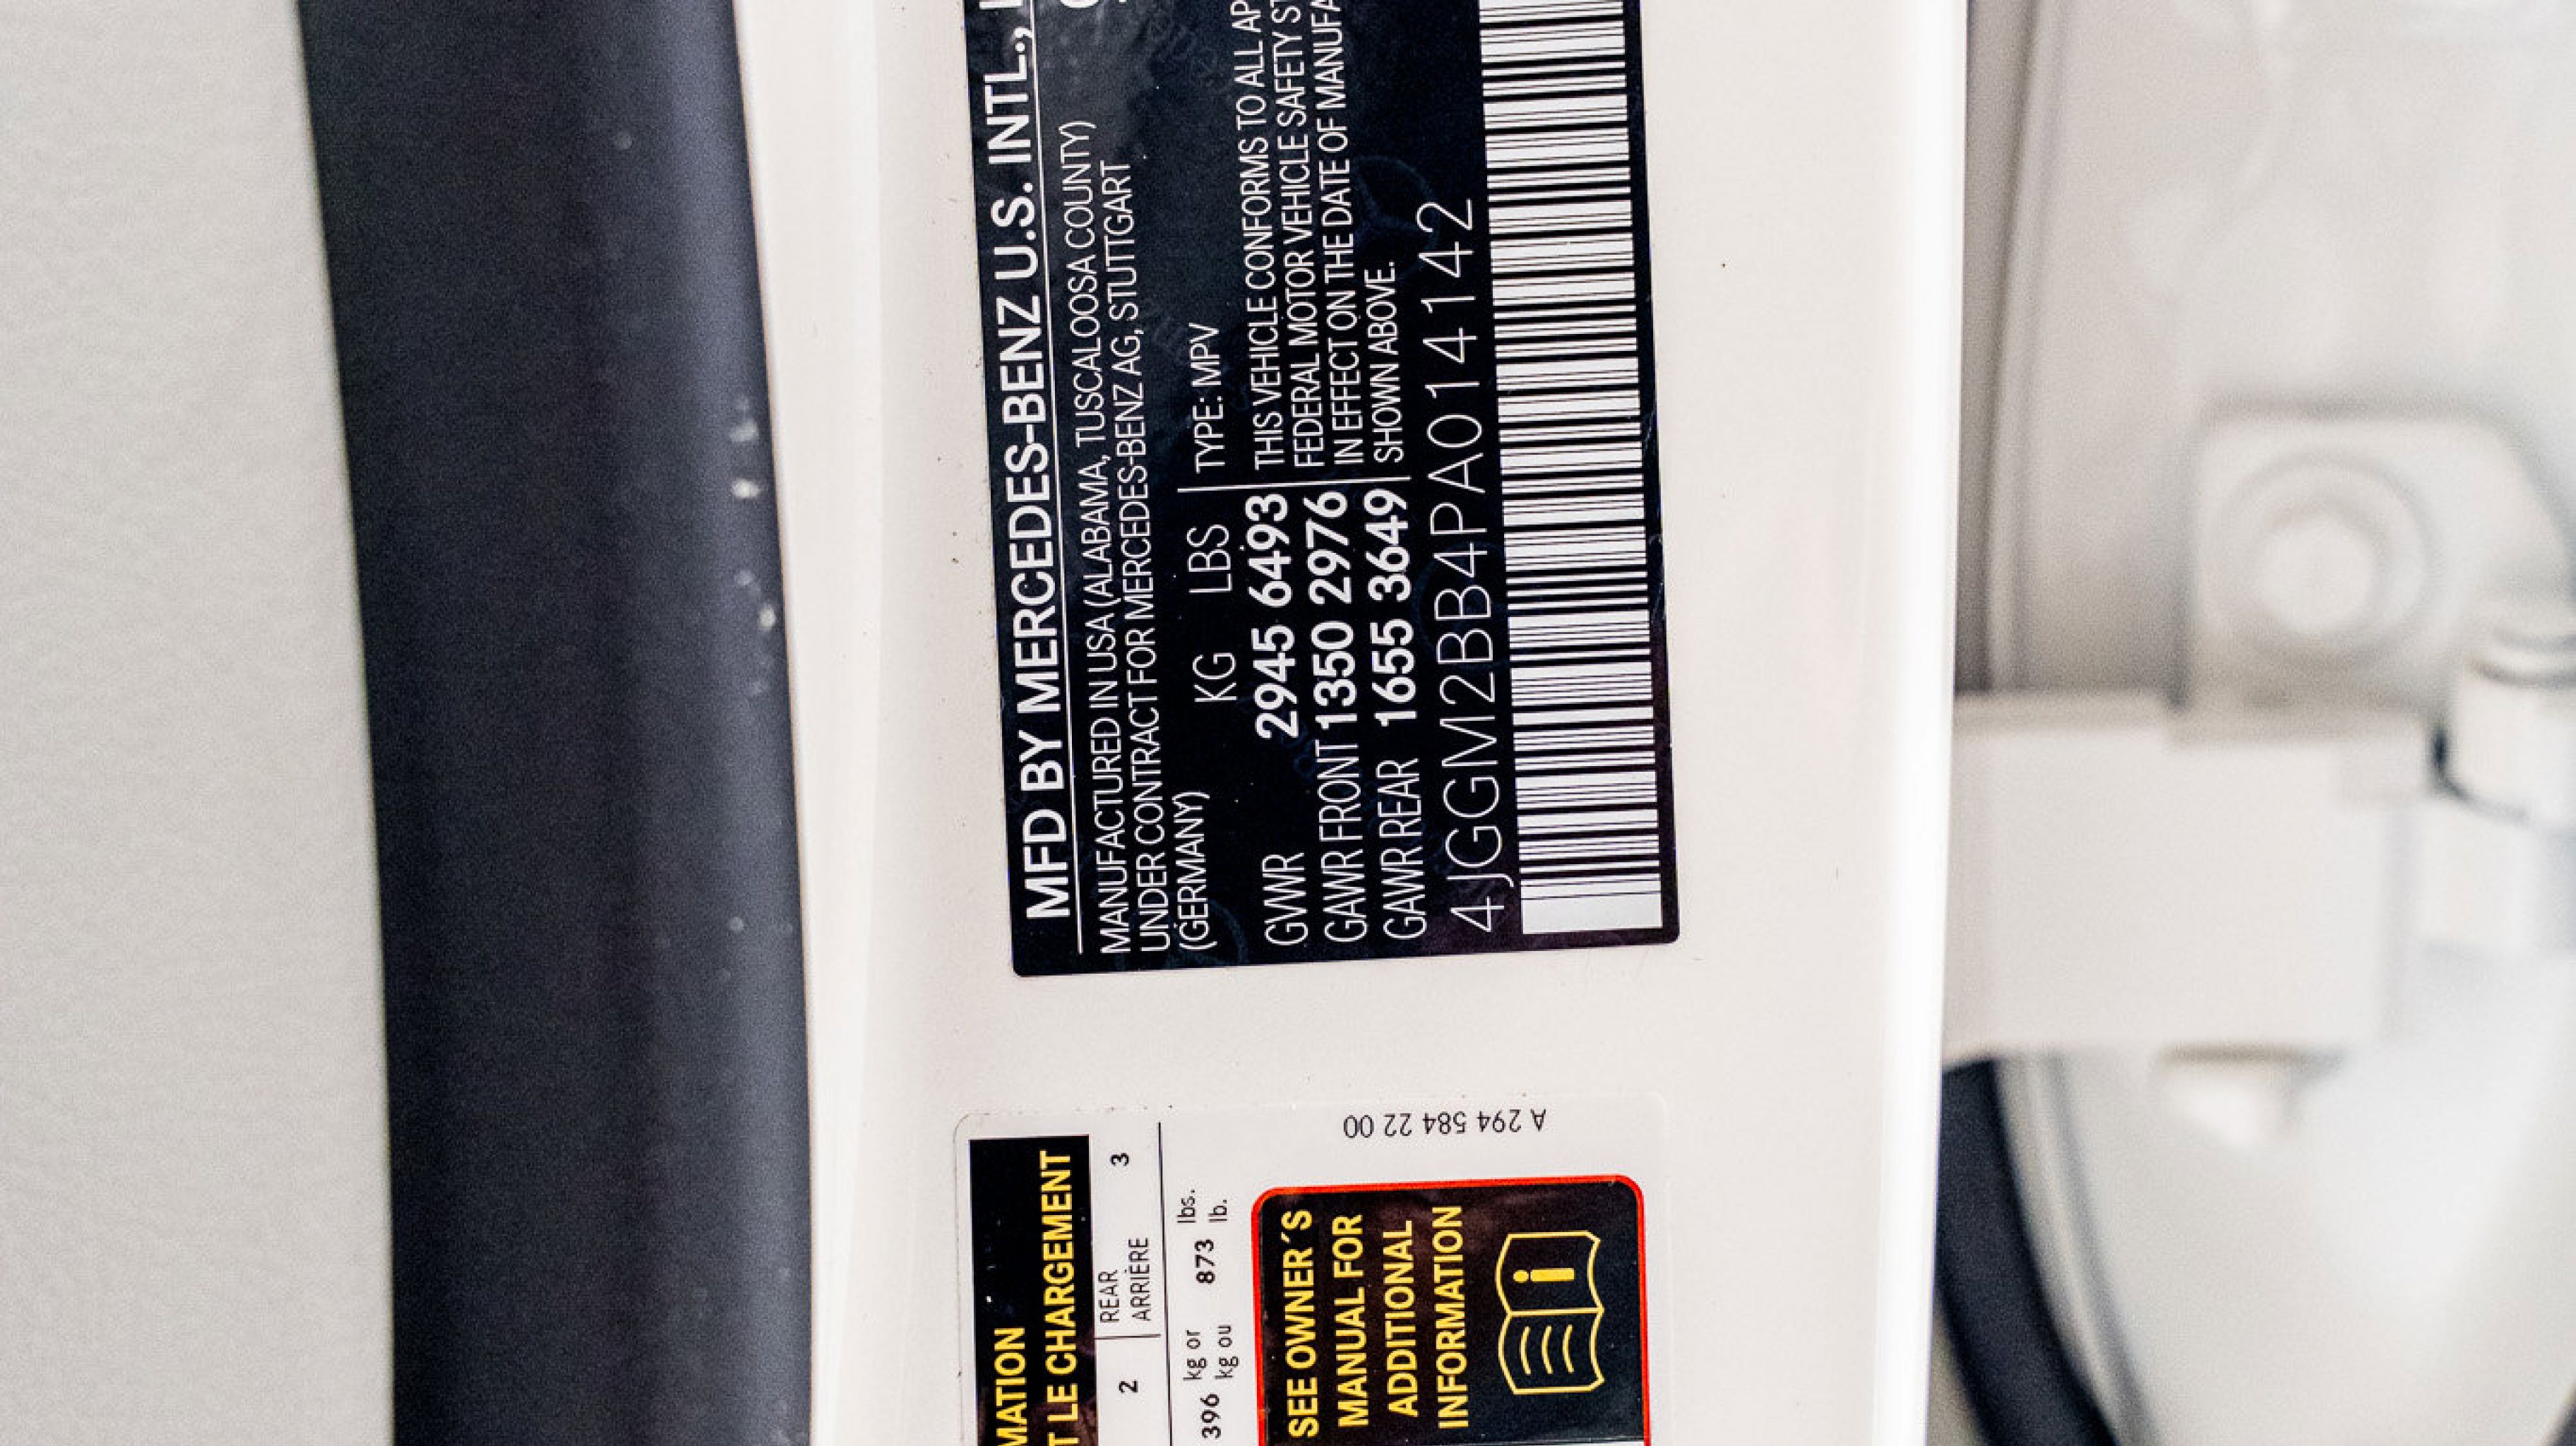 MFD BY MERCEDES-BENZ U.S. INTL.,
MANUFACTURED IN USA (ALABAMA, TUSCALOOSA COUNTY)
UNDER CONTRACT FOR MERCEDES-BENZ AG, STUTTGART
(GERMANY)
KG LBS TYPE: MPV
GVWR 2945 6493
GAWR FRONT 1350 2976
GAWR REAR 1655 3649
THIS VEHICLE CONFORMS TO ALL AP
FEDERAL MOTOR VEHICLE SAFETY ST
IN EFFECT ON THE DATE OF MANUFA
SHOWN ABOVE.
4JGGM2BB4PA014142
MATION
T LE CHARGEMENT
2 REAR 3
ARRIÈRE
396 kg or 873 lbs.
kg ou lb.
SEE OWNER´S
MANUAL FOR
ADDITIONAL
INFORMATION
A 294 584 22 00